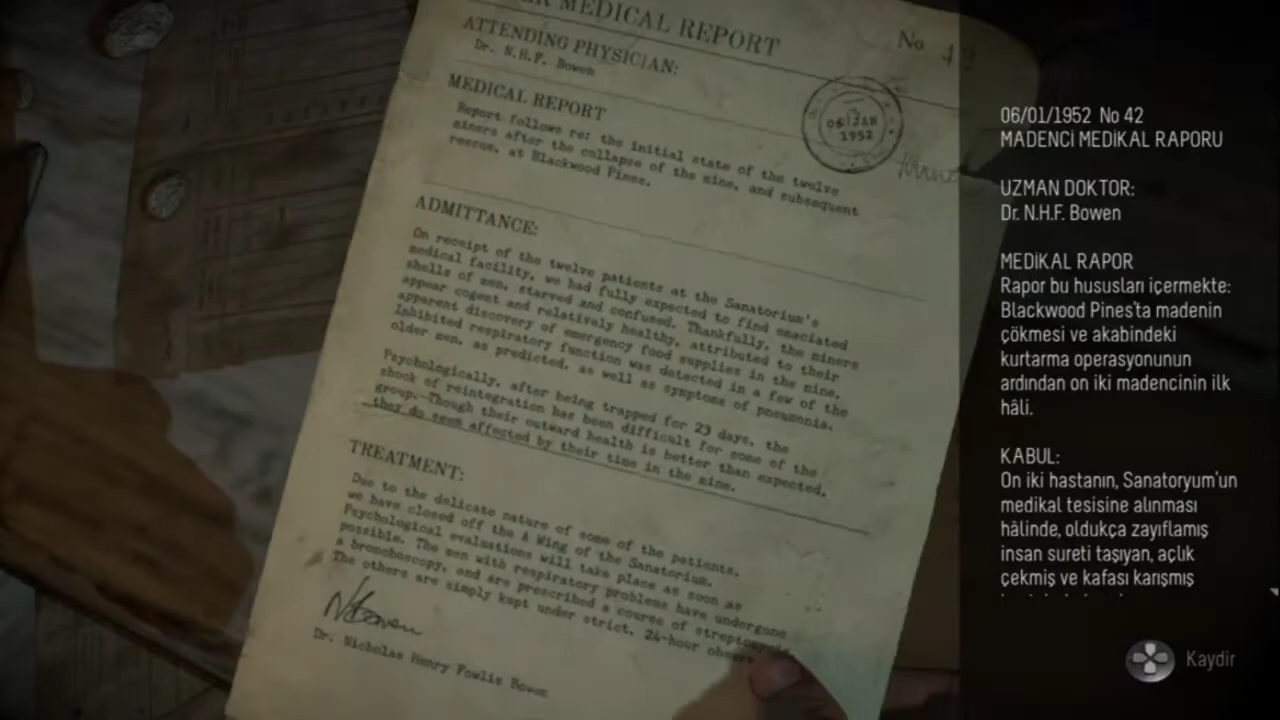 ER MEDICAL REPORT
No 42
ATTENDING PHYSICIAN:
Dr. N.H.F. Bowen
06 JAN
1952
MEDICAL REPORT
Report follows re: the initial state of the twelve
miners after the collapse of the mine, and subsequent
rescue, at Blackwood Pines.
ADMITTANCE:
On receipt of the twelve patients at the Sanatorium's
medical facility, we had fully expected to find emaciated
shells of men, starved and confused. Thankfully, the miners
appear cogent and relatively healthy, attributed to their
apparent discovery of emergency food supplies in the mine.
Inhibited respiratory function was detected in a few of the
older men, as predicted, as well as symptoms of pneumonia.
Psychologically, after being trapped for 23 days, the
shock of reintegration has been difficult for some of the
group. Though their outward health is better than expected,
they do seem affected by their time in the mine.
TREATMENT:
Due to the delicate nature of some of the patients,
we have closed off the A Wing of the Sanatorium.
Psychological evaluations will take place as soon as
possible. The men with respiratory problems have undergone
a bronchoscopy, and are prescribed a course of streptomycin
The others are simply kept under strict, 24-hour obser
NBowen
Dr. Nicholas Henry Fowlis Bowen
06/01/1952 No 42
MADENCİ MEDİKAL RAPORU
UZMAN DOKTOR:
Dr. N.H.F. Bowen
MEDİKAL RAPOR
Rapor bu hususları içermekte:
Blackwood Pines'ta madenin
çökmesi ve akabindeki
kurtarma operasyonunun
ardından on iki madencinin ilk
hâli.
KABUL:
On iki hastanın, Sanatoryum'un
medikal tesisine alınması
hâlinde, oldukça zayıflamış
insan sureti taşıyan, açlık
çekmiş ve kafası karışmış
Kaydir